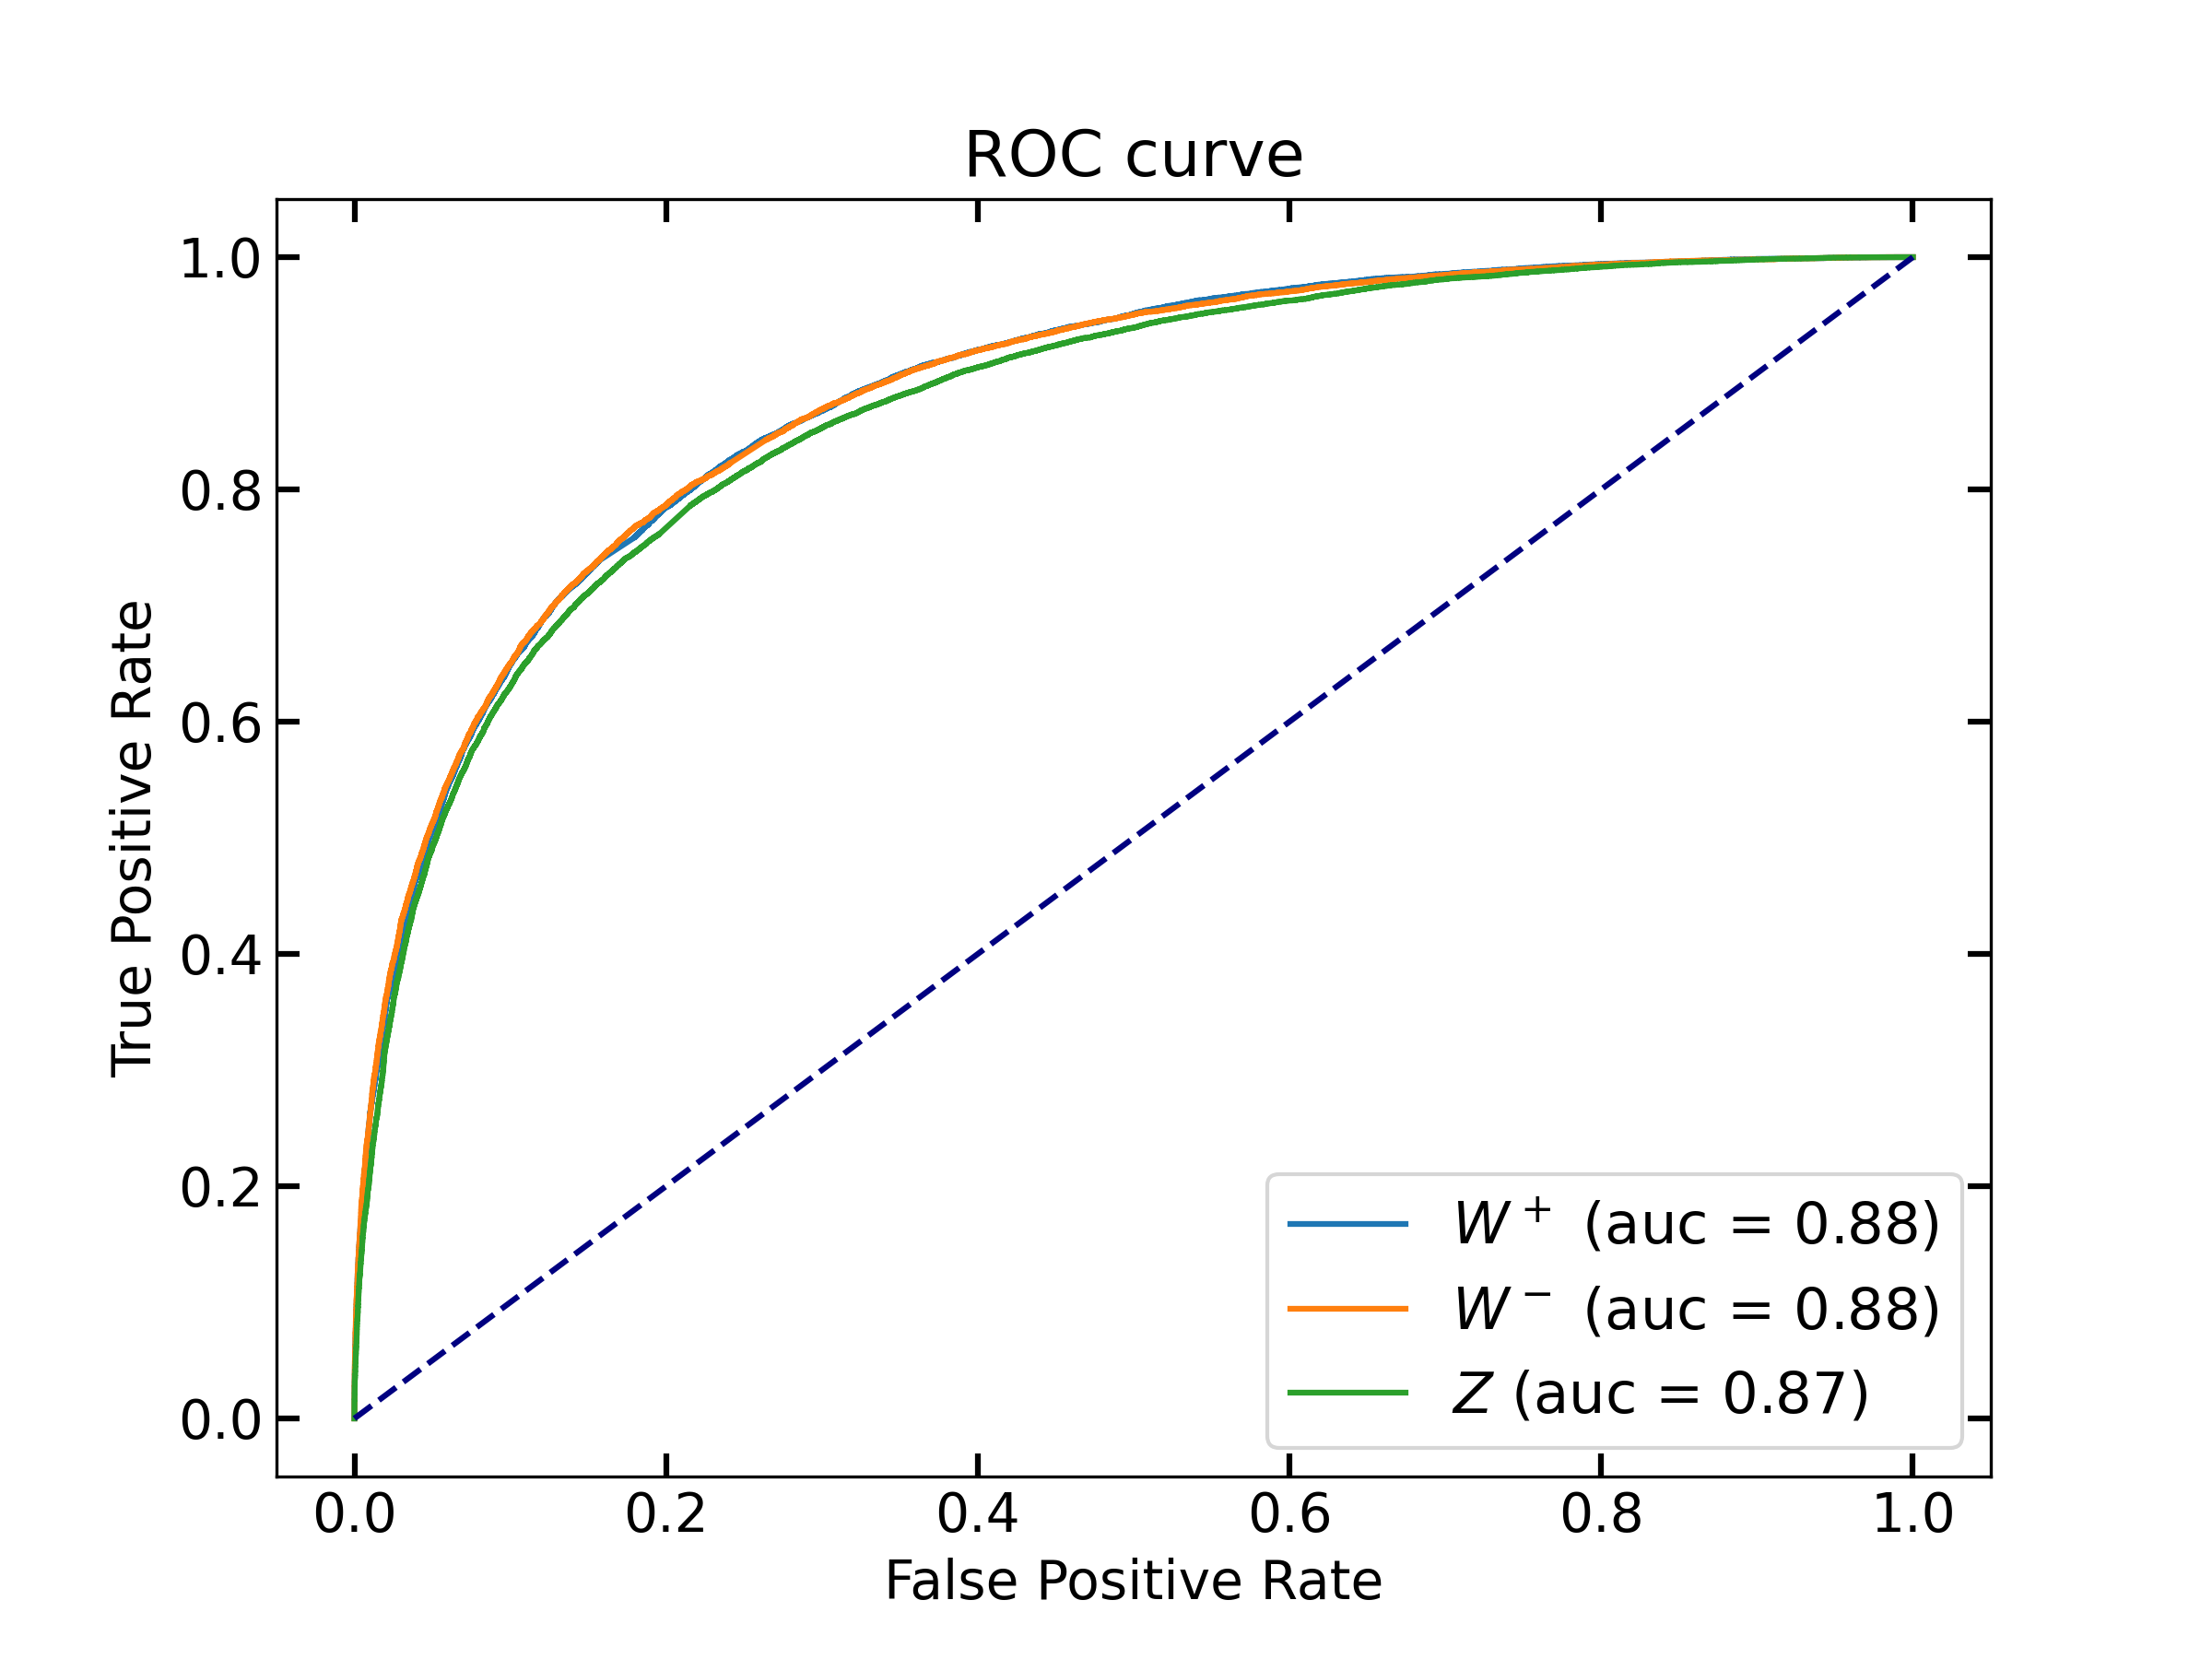 ROC curve
1.0
0.8
0.6
0.4
0.2
0.0
True Positive Rate
W⁺ (auc = 0.88)
W⁻ (auc = 0.88)
Z (auc = 0.87)
0.0 0.2 0.4 0.6 0.8 1.0
False Positive Rate